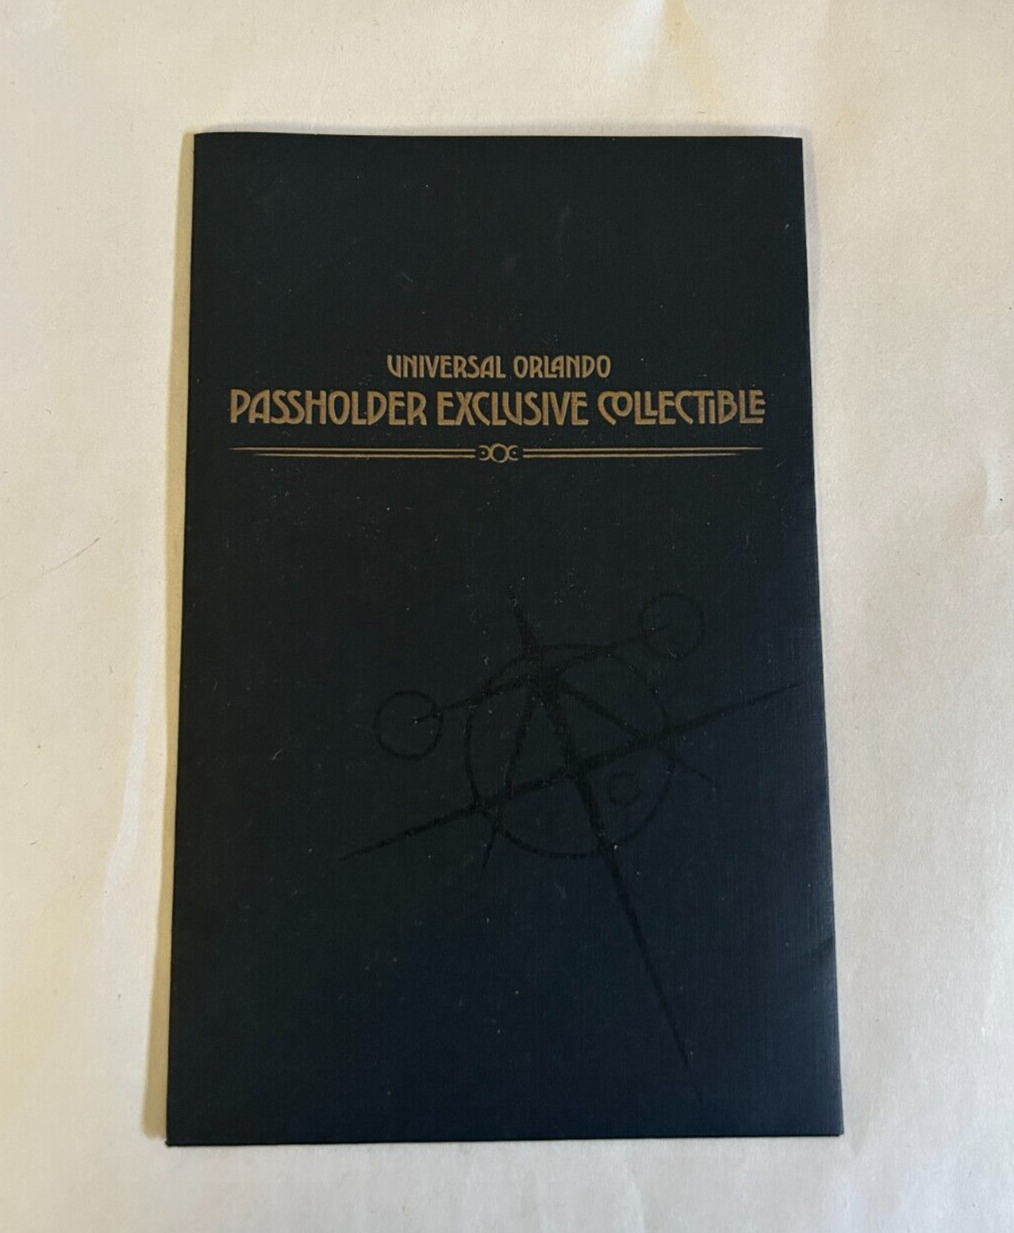 UNIVERSAL ORLANDO
PASSHOLDER EXCLUSIVE COLLECTIBLE